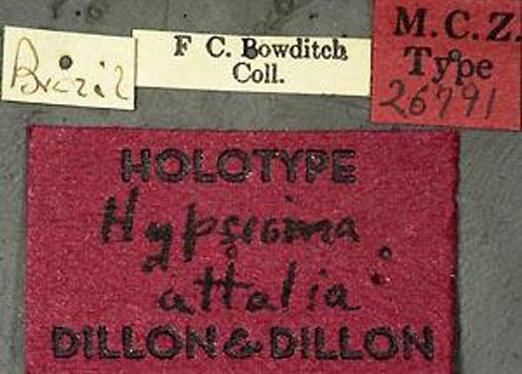 Brazil
F C. Bowditch
Coll.
M.C.Z.
Type
26791
HOLOTYPE
Hypsioma
attalia
DILLON & DILLON